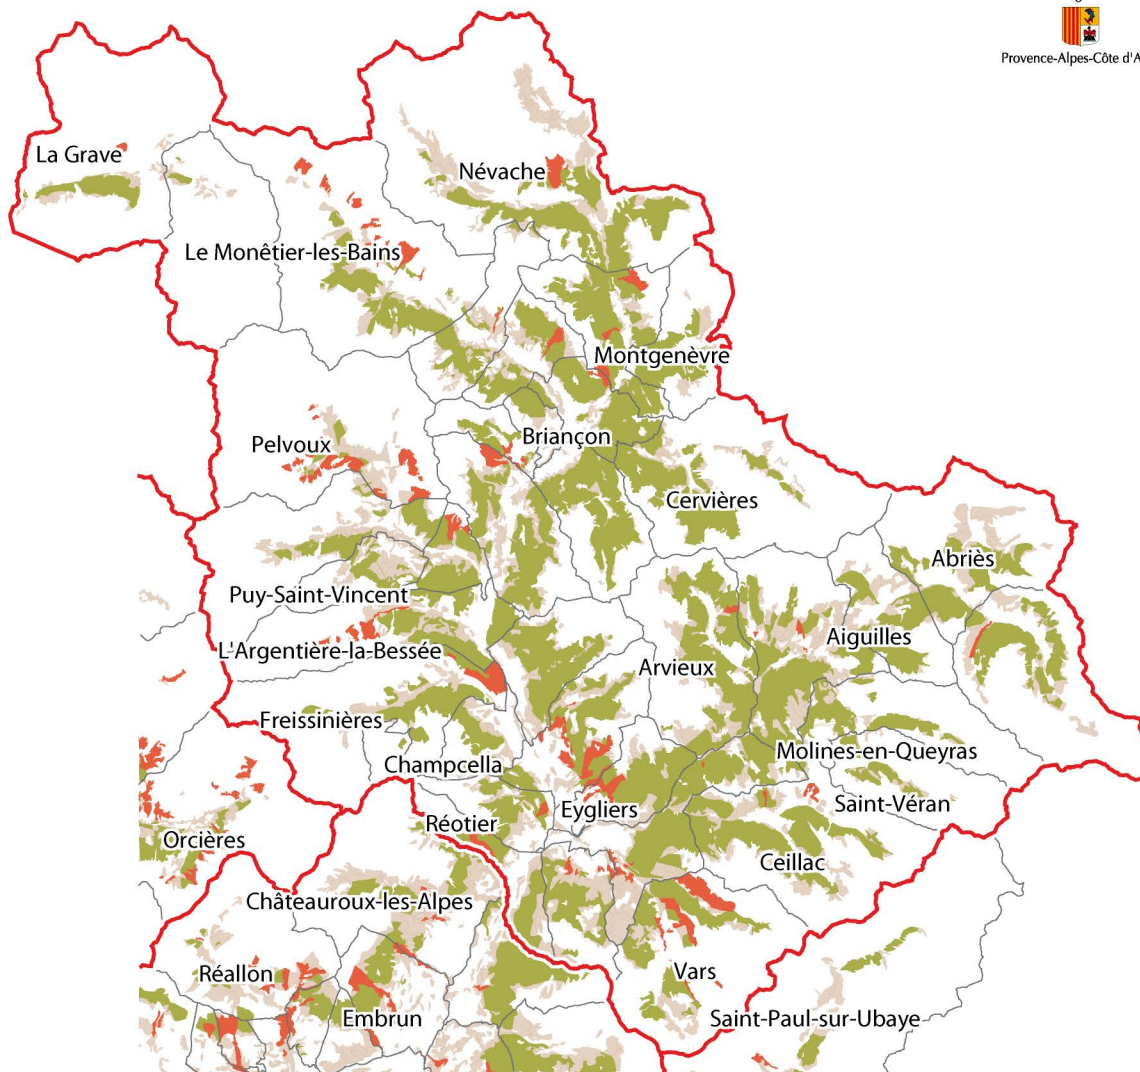 Provence-Alpes-Côte d'A
La Grave
Névache
Le Monêtier-les-Bains
Montgenèvre
Briançon
Pelvoux
Cervières
Abriès
Puy-Saint-Vincent
Aiguilles
L'Argentière-la-Bessée
Arvieux
Freissinières
Molines-en-Queyras
Champcella
Saint-Véran
Eygliers
Réotier
Orcières
Ceillac
Châteauroux-les-Alpes
Vars
Réallon
Embrun
Saint-Paul-sur-Ubaye